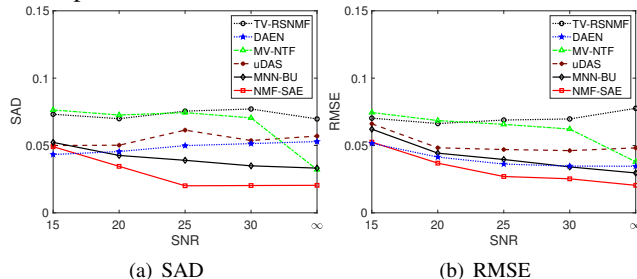 0.15
0.1
0.05
0
SAD
15
20
25
30
∞
SNR
TV-RSNMF
DAEN
MV-NTF
uDAS
MNN-BU
NMF-SAE
(a) SAD
0.15
0.1
0.05
0
RMSE
15
20
25
30
∞
SNR
TV-RSNMF
DAEN
MV-NTF
uDAS
MNN-BU
NMF-SAE
(b) RMSE